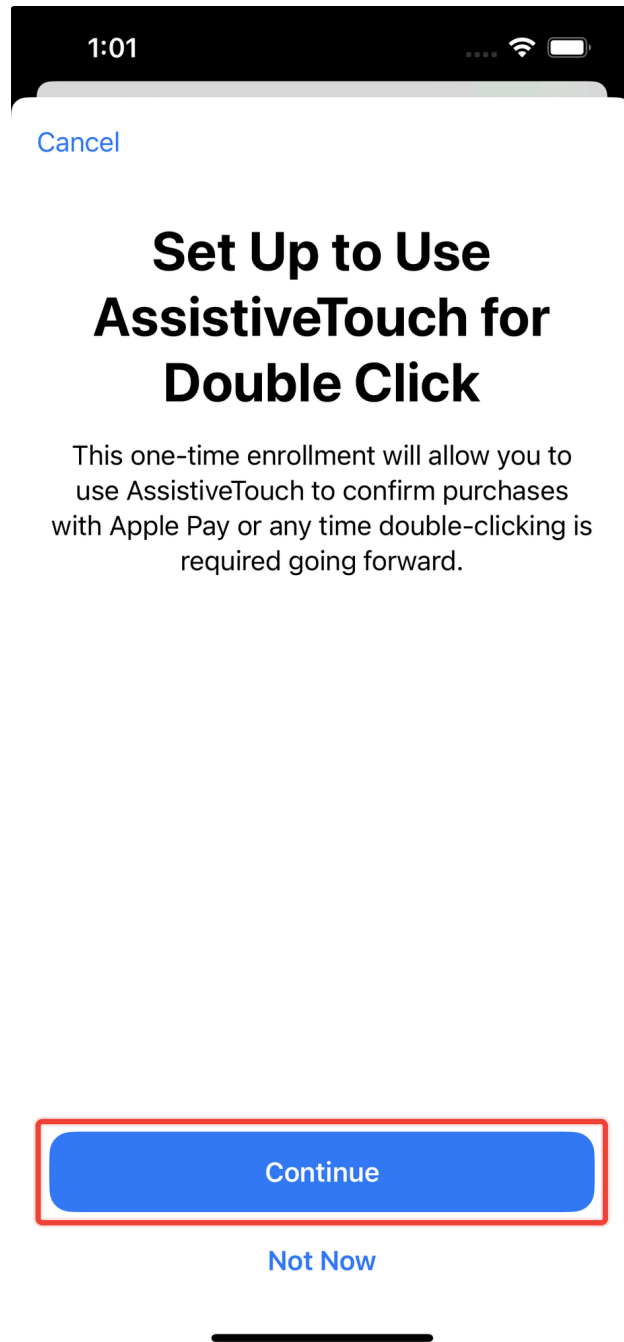 1:01
Cancel
Set Up to Use
AssistiveTouch for
Double Click
This one-time enrollment will allow you to
use AssistiveTouch to confirm purchases
with Apple Pay or any time double-clicking is
required going forward.
Continue
Not Now